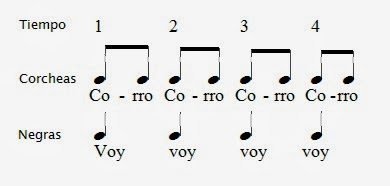 Tiempo 1 2 3 4
Corcheas
Co - rro Co - rro Co - rro Co -rro
Negras
Voy voy voy voy